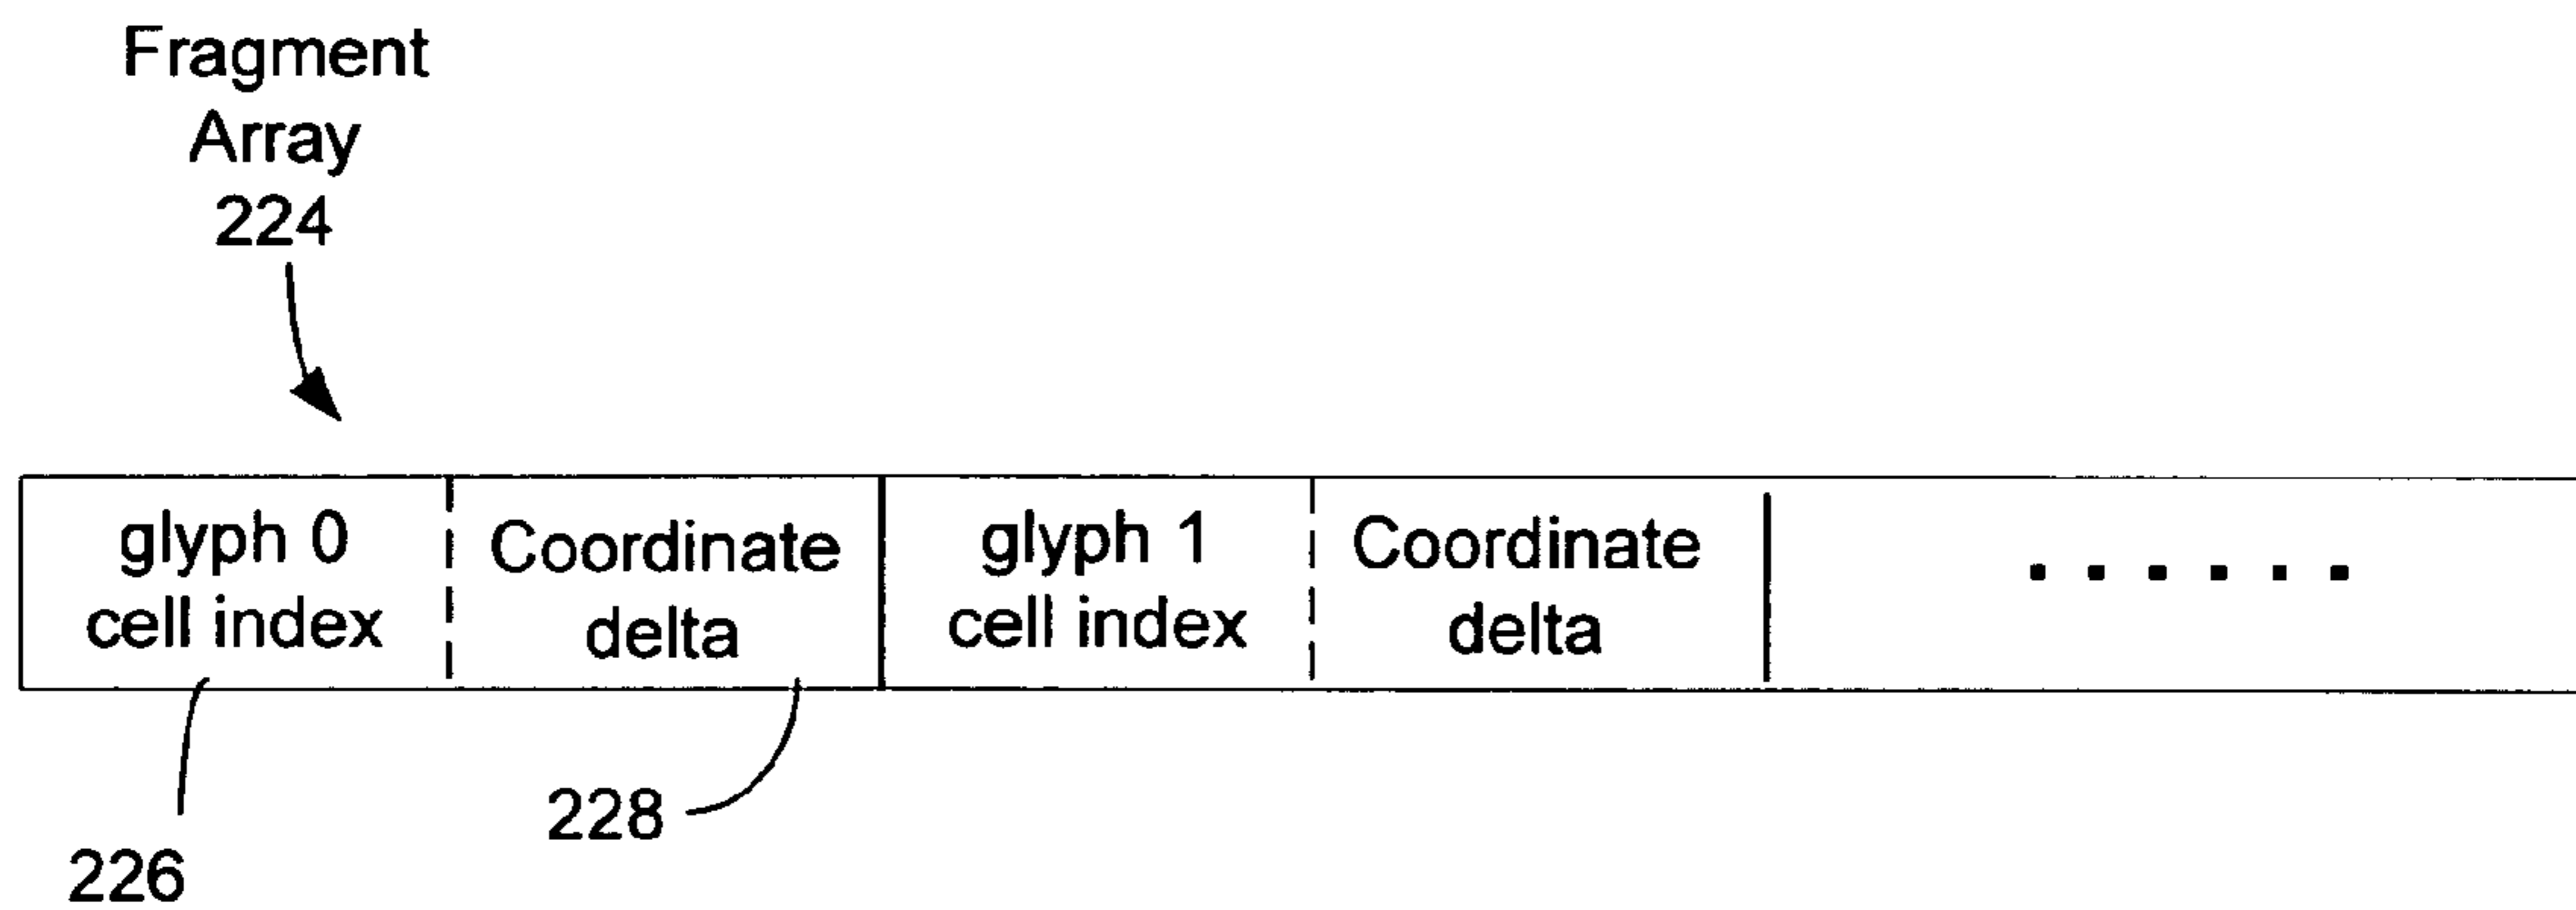 Fragment
Array
224
glyph 0
cell index
Coordinate
delta
glyph 1
cell index
Coordinate
delta
......
226
228